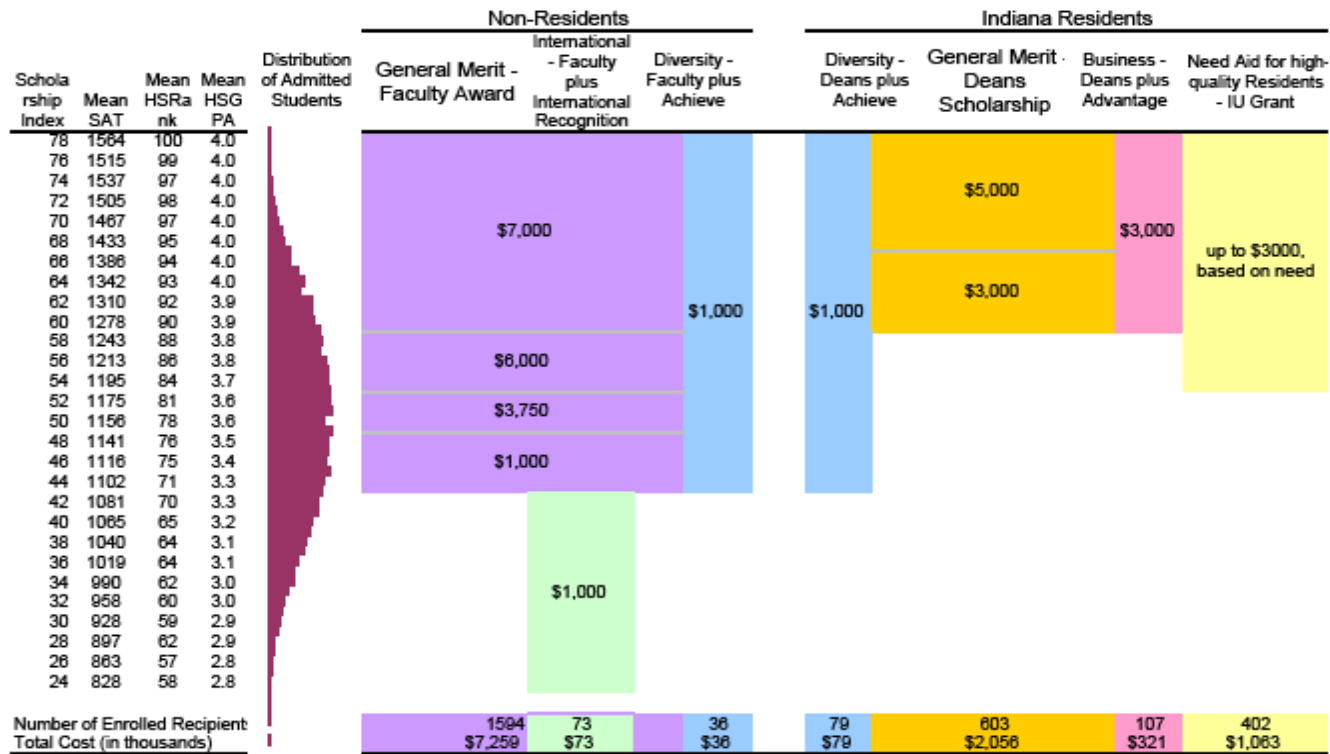 Non-Residents Indiana Residents
Schola
rship
Index
Mean
SAT
Mean
HSRa
nk
Mean
HSG
PA
Distribution
of Admitted
Students
General Merit -
Faculty Award
International
- Faculty
plus
International
Recognition
Diversity -
Faculty plus
Achieve
Diversity -
Deans plus
Achieve
General Merit -
Deans
Scholarship
Business -
Deans plus
Advantage
Need Aid for high-
quality Residents
- IU Grant
78 1564 100 4.0
76 1515 99 4.0
74 1537 97 4.0
72 1505 98 4.0
70 1467 97 4.0
68 1433 95 4.0
66 1386 94 4.0
64 1342 93 4.0
62 1310 92 3.9
60 1278 90 3.9
58 1243 88 3.8
56 1213 86 3.8
54 1195 84 3.7
52 1175 81 3.6
50 1156 78 3.6
48 1141 76 3.5
46 1116 75 3.4
44 1102 71 3.3
42 1081 70 3.3
40 1065 65 3.2
38 1040 64 3.1
36 1019 64 3.1
34 990 62 3.0
32 958 60 3.0
30 928 59 2.9
28 897 62 2.9
26 863 57 2.8
24 828 58 2.8
$7,000
$6,000
$3,750
$1,000
$1,000
$1,000
$1,000
$5,000
$3,000
$3,000
up to $3000,
based on need
Number of Enrolled Recipient 1594 73 36 79 603 107 402
Total Cost (in thousands) $7,259 $73 $36 $79 $2,056 $321 $1,063